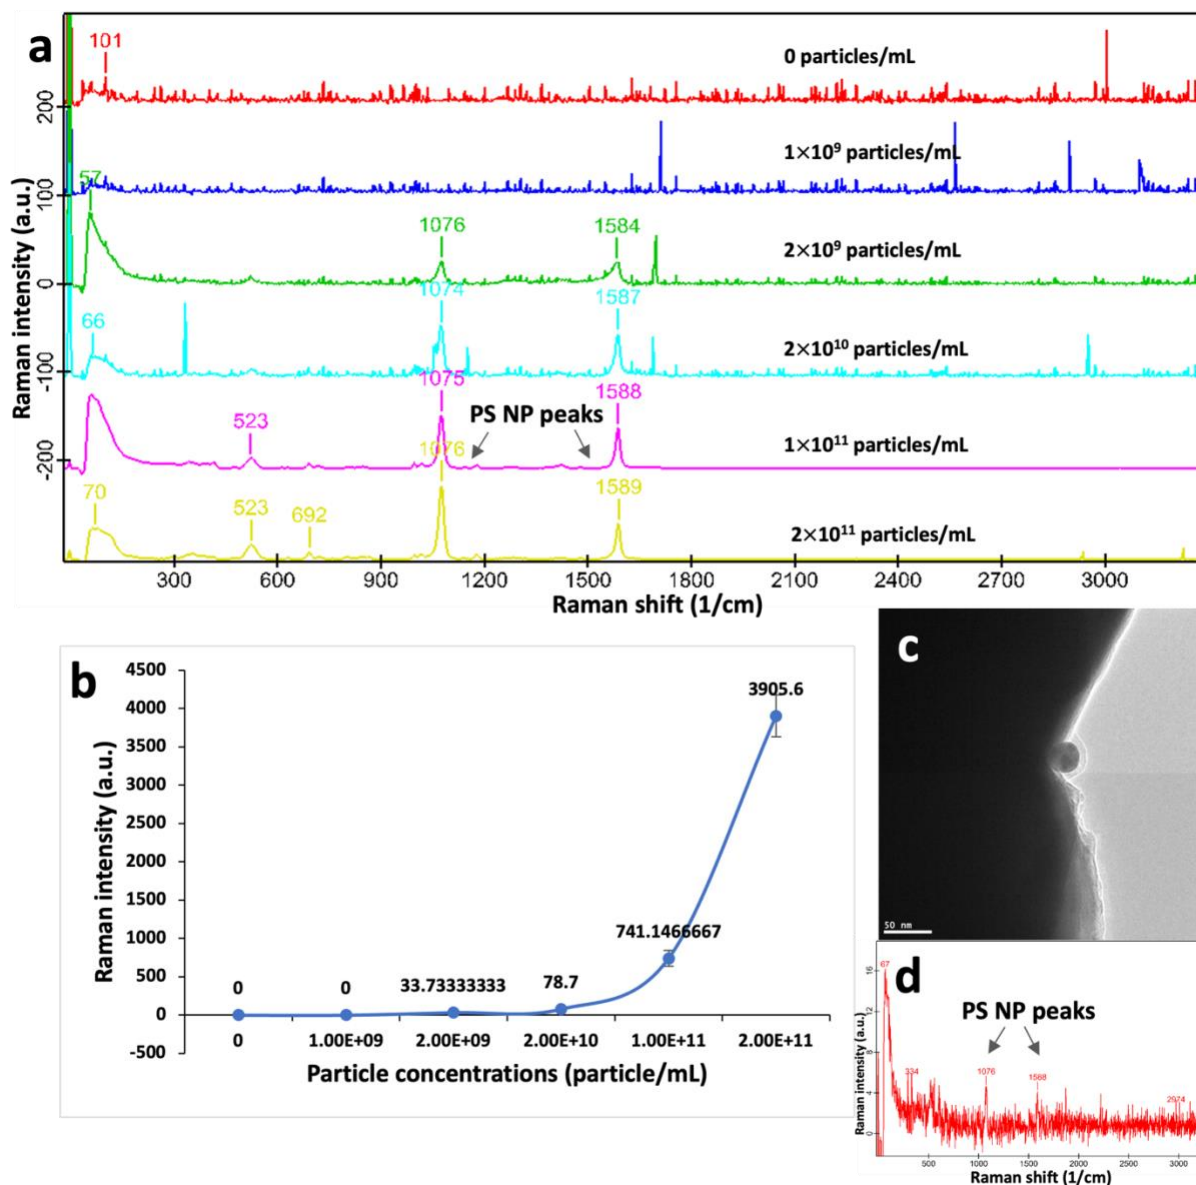 a
101
0 particles/mL
200
1×10⁹ particles/mL
57
100
1076
1584
2×10⁹ particles/mL
0
1074
1587
66
2×10¹⁰ particles/mL
-100
1075
1588
PS NP peaks
523
1×10¹¹ particles/mL
-200
1076
1589
70
523
692
2×10¹¹ particles/mL
Raman intensity (a.u.)
300 600 900 1200 1500 1800 2100 2400 2700 3000
Raman shift (1/cm)
b
4500
4000
3500
3000
2500
2000
1500
1000
500
0
-500
Raman intensity (a.u.)
0
0
33.73333333
78.7
741.1466667
3905.6
0 1.00E+09 2.00E+09 2.00E+10 1.00E+11 2.00E+11
Particle concentrations (particle/mL)
c
50 nm
d
16
12
8
4
0
Raman intensity (a.u.)
67
PS NP peaks
334
1076
1588
2974
500 1000 1500 2000 2500 3000
Raman shift (1/cm)